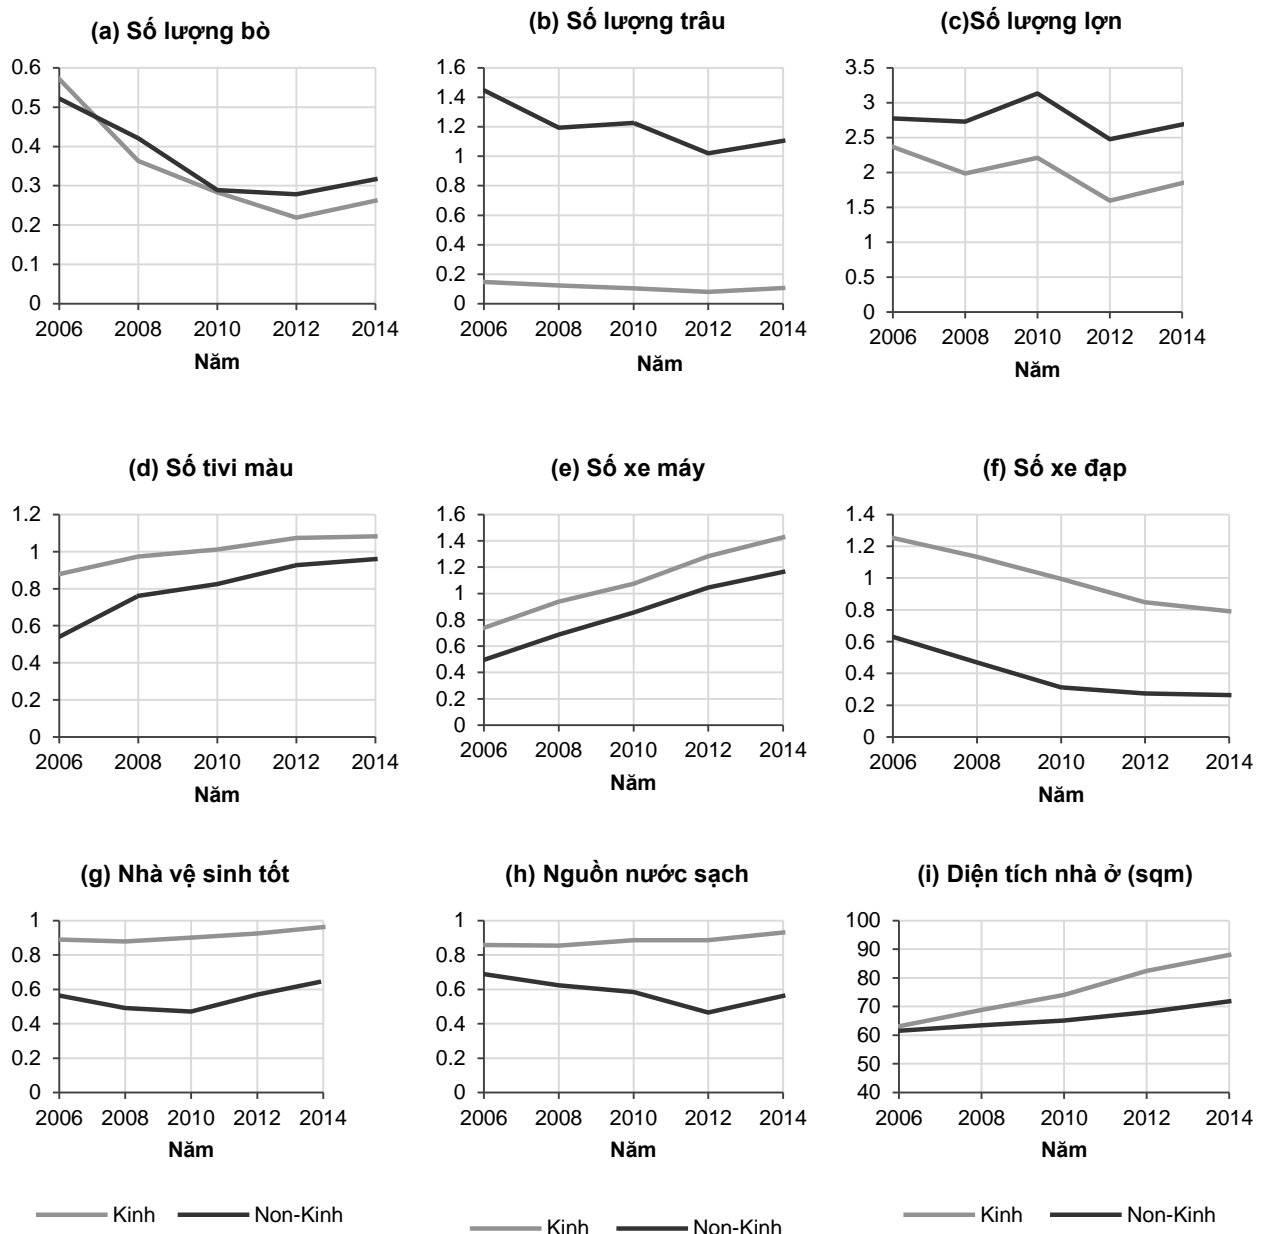 (a) Số lượng bò
0.6
0.5
0.4
0.3
0.2
0.1
0
2006 2008 2010 2012 2014
Năm
(b) Số lượng trâu
1.6
1.4
1.2
1
0.8
0.6
0.4
0.2
0
2006 2008 2010 2012 2014
Năm
(c)Số lượng lợn
3.5
3
2.5
2
1.5
1
0.5
0
2006 2008 2010 2012 2014
Năm
(d) Số tivi màu
1.2
1
0.8
0.6
0.4
0.2
0
2006 2008 2010 2012 2014
Năm
(e) Số xe máy
1.6
1.4
1.2
1
0.8
0.6
0.4
0.2
0
2006 2008 2010 2012 2014
Năm
(f) Số xe đạp
1.4
1.2
1
0.8
0.6
0.4
0.2
0
2006 2008 2010 2012 2014
Năm
(g) Nhà vệ sinh tốt
1
0.8
0.6
0.4
0.2
0
2006 2008 2010 2012 2014
Năm
(h) Nguồn nước sạch
1
0.8
0.6
0.4
0.2
0
2006 2008 2010 2012 2014
Năm
(i) Diện tích nhà ở (sqm)
100
90
80
70
60
50
40
2006 2008 2010 2012 2014
Năm
Kinh Non-Kinh
Kinh Non-Kinh
Kinh Non-Kinh